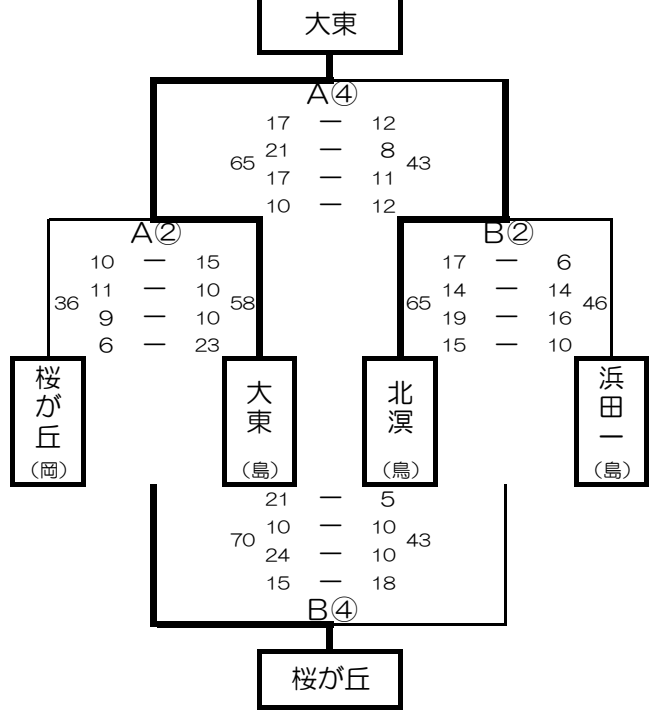 大東
A④
17 ー 12
65 21 ー 8 43
17 ー 11
10 ー 12
A②
10 ー 15
11 ー 10
36 9 ー 10 58
6 ー 23
B②
17 ー 6
14 ー 14
65 19 ー 16 46
15 ー 10
桜が丘
（岡）
大東
（島）
北溟
（鳥）
浜田一
（島）
21 ー 5
10 ー 10
70 24 ー 10 43
15 ー 18
B④
桜が丘